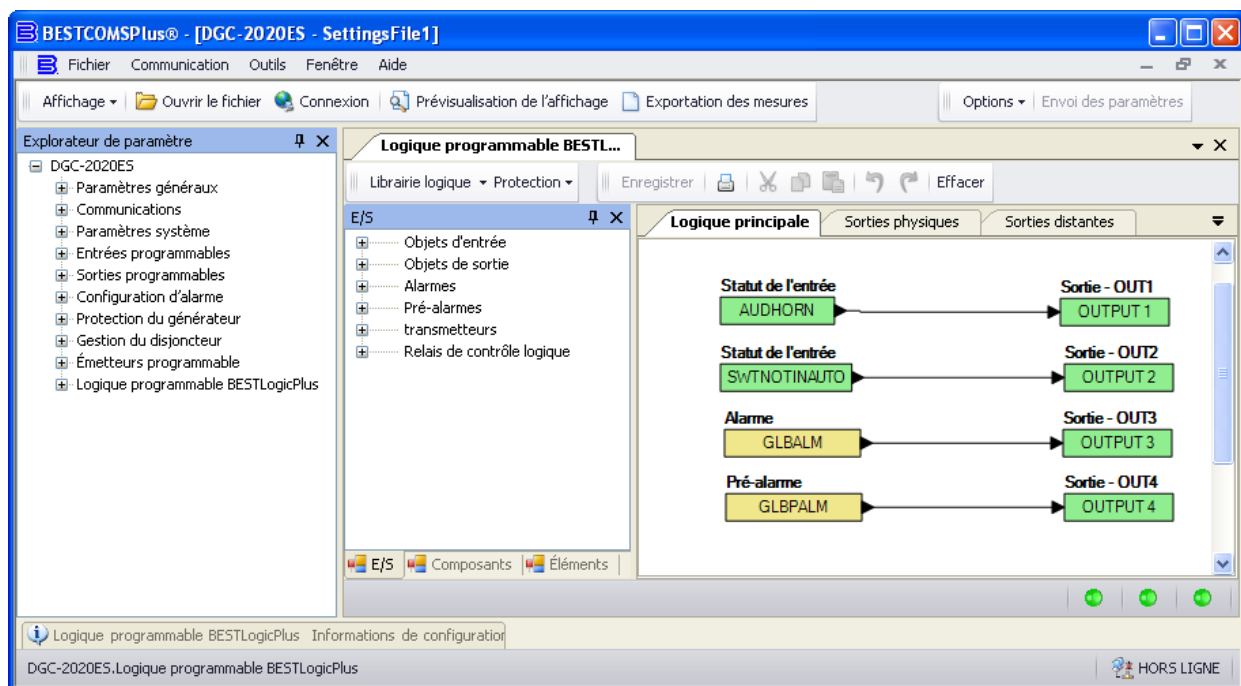 BESTCOMSPlus® - [DGC-2020ES - SettingsFile1]
Fichier Communication Outils Fenêtre Aide
Affichage Ouvrir le fichier Connexion Prévisualisation de l'affichage Exportation des mesures Options Envoi des paramètres
Explorateur de paramètre
DGC-2020ES
Paramètres généraux
Communications
Paramètres système
Entrées programmables
Sorties programmables
Configuration d'alarme
Protection du générateur
Gestion du disjoncteur
Émetteurs programmable
Logique programmable BESTLogicPlus
Logique programmable BESTL...
Librairie logique Protection Enregistrer Effacer
E/S
Objets d'entrée
Objets de sortie
Alarmes
Pré-alarmes
transmetteurs
Relais de contrôle logique
E/S Composants Éléments
Logique principale Sorties physiques Sorties distantes
Statut de l'entrée Sortie - OUT1
AUDHORN OUTPUT 1
Statut de l'entrée Sortie - OUT2
SWTNOTINAUTO OUTPUT 2
Alarme Sortie - OUT3
GLBALM OUTPUT 3
Pré-alarme Sortie - OUT4
GLBPALM OUTPUT 4
Logique programmable BESTLogicPlus Informations de configuration
DGC-2020ES.Logique programmable BESTLogicPlus HORS LIGNE